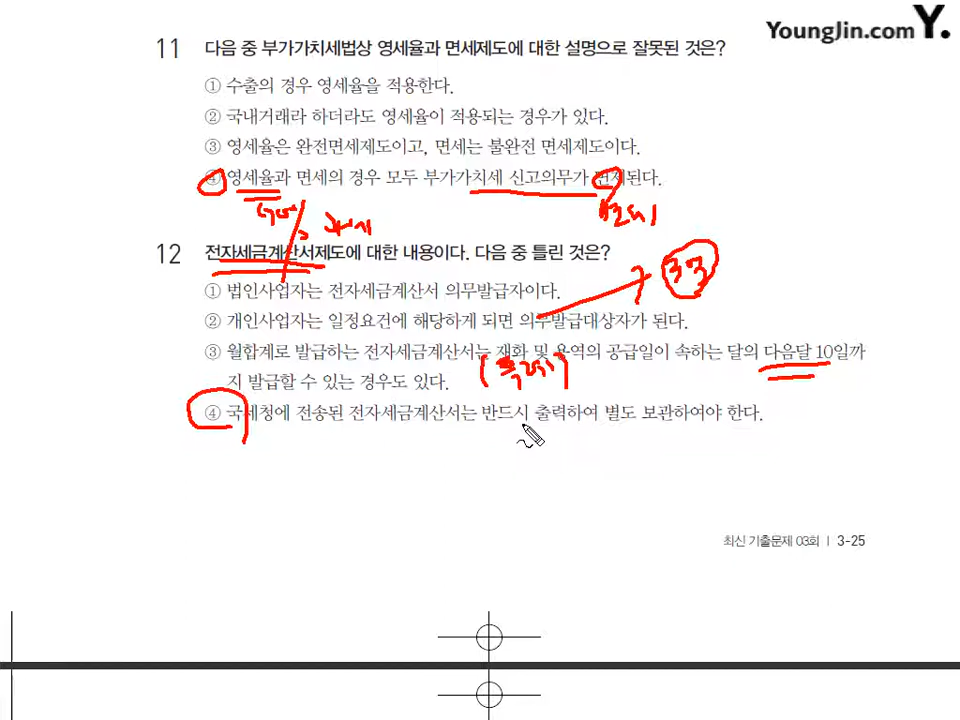 YoungJin.com Y.
11 다음 중 부가가치세법상 영세율과 면세제도에 대한 설명으로 잘못된 것은?
① 수출의 경우 영세율을 적용한다.
② 국내거래라 하더라도 영세율이 적용되는 경우가 있다.
③ 영세율은 완전면세제도이고, 면세는 불완전 면세제도이다.
④ 영세율과 면세의 경우 모두 부가가치세 신고의무가 면제된다.
12 전자세금계산서제도에 대한 내용이다. 다음 중 틀린 것은?
① 법인사업자는 전자세금계산서 의무발급자이다.
② 개인사업자는 일정요건에 해당하게 되면 의무발급대상자가 된다.
③ 월합계로 발급하는 전자세금계산서는 재화 및 용역의 공급일이 속하는 달의 다음달 10일까
지 발급할 수 있는 경우도 있다.
④ 국세청에 전송된 전자세금계산서는 반드시 출력하여 별도 보관하여야 한다.
최신 기출문제 03회 | 3-25